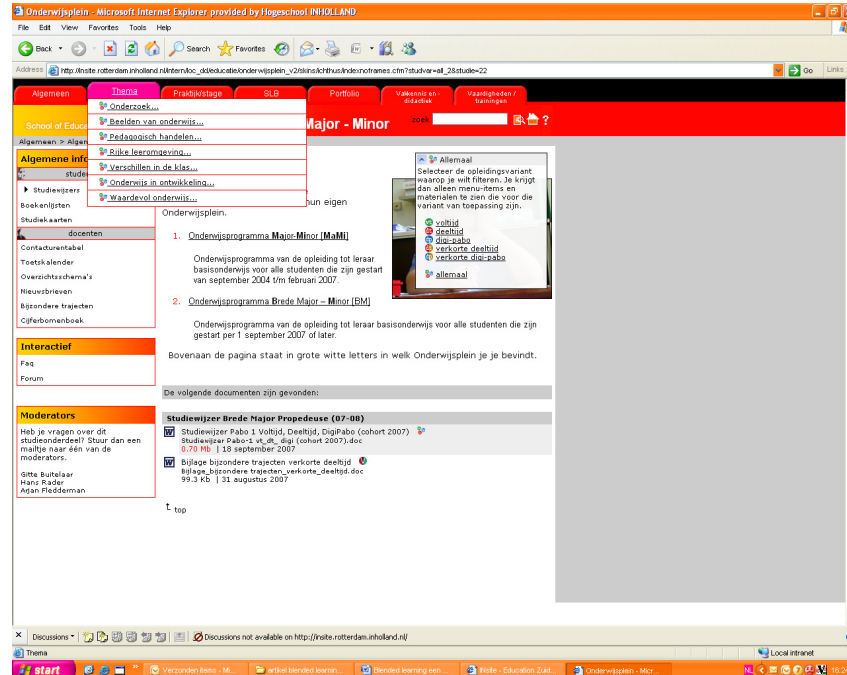 Onderwijsplein - Microsoft Internet Explorer provided by Hogeschool INHOLLAND
File Edit View Favorites Tools Help
Back Search Favorites
Address http://insite.rotterdam.inholland.nl/intern/loc_dd/educatie/onderwijsplein_v2/skins/ichthus/indexnoframes.cfm?studvar=all_2&studie=22 Go Links
Algemeen Thema Praktijk/stage SLB Portfolio Vakkennis en - didactiek Vaardigheden / trainingen
Onderzoek...
Beelden van onderwijs...
Pedagogisch handelen...
Rijke leeromgeving...
Verschillen in de klas...
Onderwijs in ontwikkeling...
Waardevol onderwijs...
School of Educa
Major - Minor
zoek ?
Algemeen > Algem
Algemene info
stude
Studiewijzers
Boekenlijsten
Studiekaarten
docenten
Contacturentabel
Toetskalender
Overzichtsschema's
Nieuwsbrieven
Bijzondere trajecten
Cijferbomenboek
Interactief
Faq
Forum
Moderators
Heb je vragen over dit
studieonderdeel? Stuur dan een
mailtje naar één van de
moderators.
Gitte Buitelaar
Hans Rader
Arjan Fledderman
hun eigen
Onderwijsplein.
1. Onderwijsprogramma Major-Minor [MaMi]
Onderwijsprogramma van de opleiding tot leraar
basisonderwijs voor alle studenten die zijn gestart
van september 2004 t/m februari 2007.
2. Onderwijsprogramma Brede Major – Minor [BM]
Onderwijsprogramma van de opleiding tot leraar basisonderwijs voor alle studenten die zijn
gestart per 1 september 2007 of later.
Bovenaan de pagina staat in grote witte letters in welk Onderwijsplein je je bevindt.
Allemaal
Selecteer de opleidingsvariant
waarop je wilt filteren. Je krijgt
dan alleen menu-items en
materialen te zien die voor die
variant van toepassing zijn.
voltijd
deeltijd
digi-pabo
verkorte deeltijd
verkorte digi-pabo
allemaal
De volgende documenten zijn gevonden:
Studiewijzer Brede Major Propedeuse (07-08)
Studiewijzer Pabo 1 Voltijd, Deeltijd, DigiPabo (cohort 2007)
Studiewijzer Pabo-1 vt_dt_ digi (cohort 2007).doc
0.70 Mb | 18 september 2007
Bijlage bijzondere trajecten verkorte deeltijd
Bijlage_bijzondere trajecten_verkorte_deeltijd.doc
99.3 Kb | 31 augustus 2007
top
Discussions Discussions not available on http://insite.rotterdam.inholland.nl/
Thema Local intranet
start Verzonden items - Mi... artikel blended learnin... Blended learning een ... INsite - Education Zuid... Onderwijsplein - Micr... NL